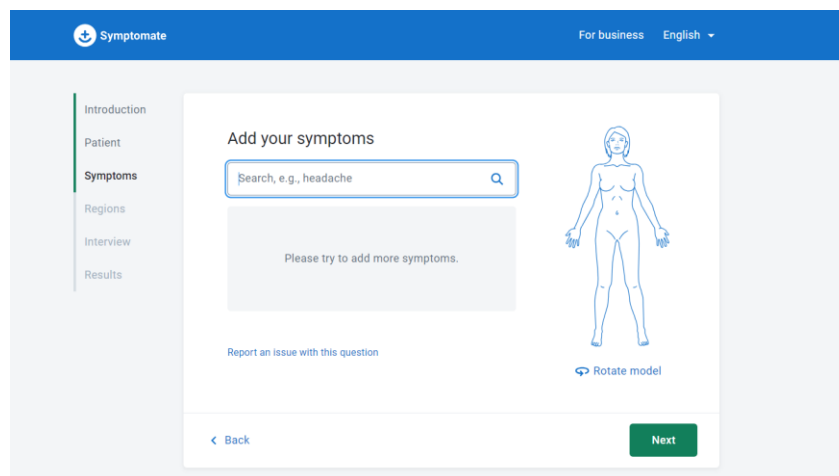 Symptomate
For business English
Introduction
Patient
Symptoms
Regions
Interview
Results
Add your symptoms
Search, e.g., headache
Please try to add more symptoms.
Report an issue with this question
Rotate model
Back
Next